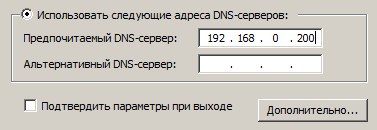 Использовать следующие адреса DNS-серверов:
Предпочитаемый DNS-сервер: 192 . 168 . 0 . 200
Альтернативный DNS-сервер: . . .
Подтвердить параметры при выходе
Дополнительно...